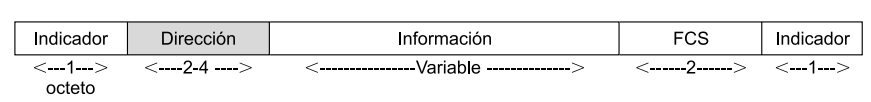 Indicador Dirección Información FCS Indicador
<---1---> <----2-4 ----> <----------------Variable --------------> <------2------> <---1--->
octeto